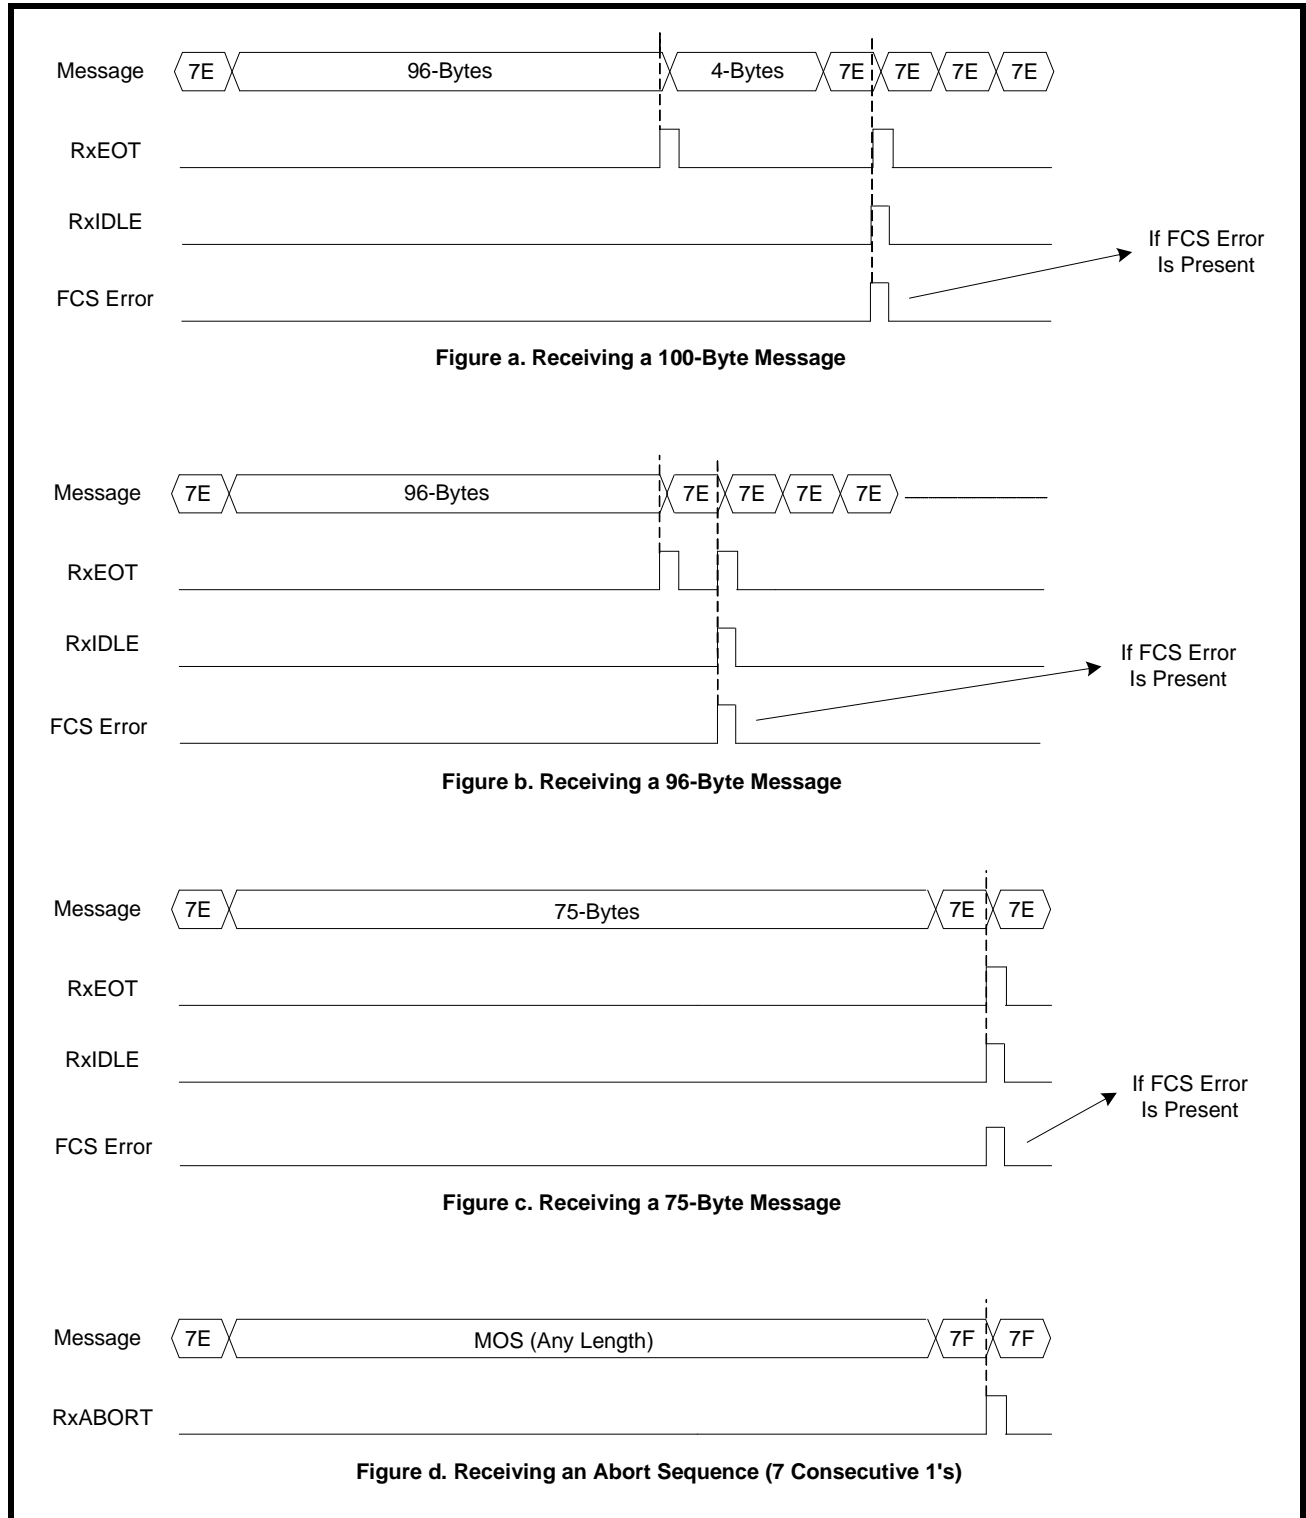 Message 7E 96-Bytes 4-Bytes 7E 7E 7E 7E
RxEOT
RxIDLE
If FCS Error
Is Present
FCS Error
Figure a. Receiving a 100-Byte Message
Message 7E 96-Bytes 7E 7E 7E 7E
RxEOT
RxIDLE
If FCS Error
Is Present
FCS Error
Figure b. Receiving a 96-Byte Message
Message 7E 75-Bytes 7E 7E
RxEOT
RxIDLE
If FCS Error
Is Present
FCS Error
Figure c. Receiving a 75-Byte Message
Message 7E MOS (Any Length) 7F 7F
RxABORT
Figure d. Receiving an Abort Sequence (7 Consecutive 1's)